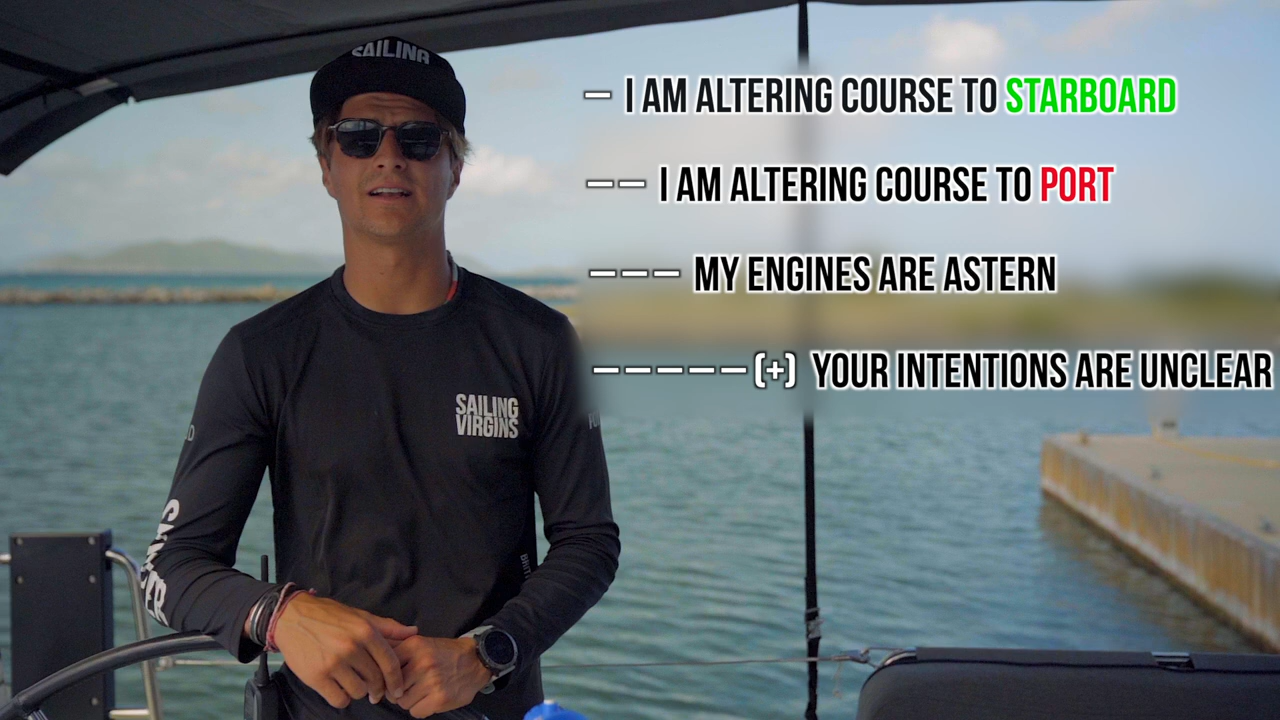 SAILING
— I AM ALTERING COURSE TO STARBOARD
— — I AM ALTERING COURSE TO PORT
— — — MY ENGINES ARE ASTERN
— — — — — (+) YOUR INTENTIONS ARE UNCLEAR
SAILING
VIRGINS